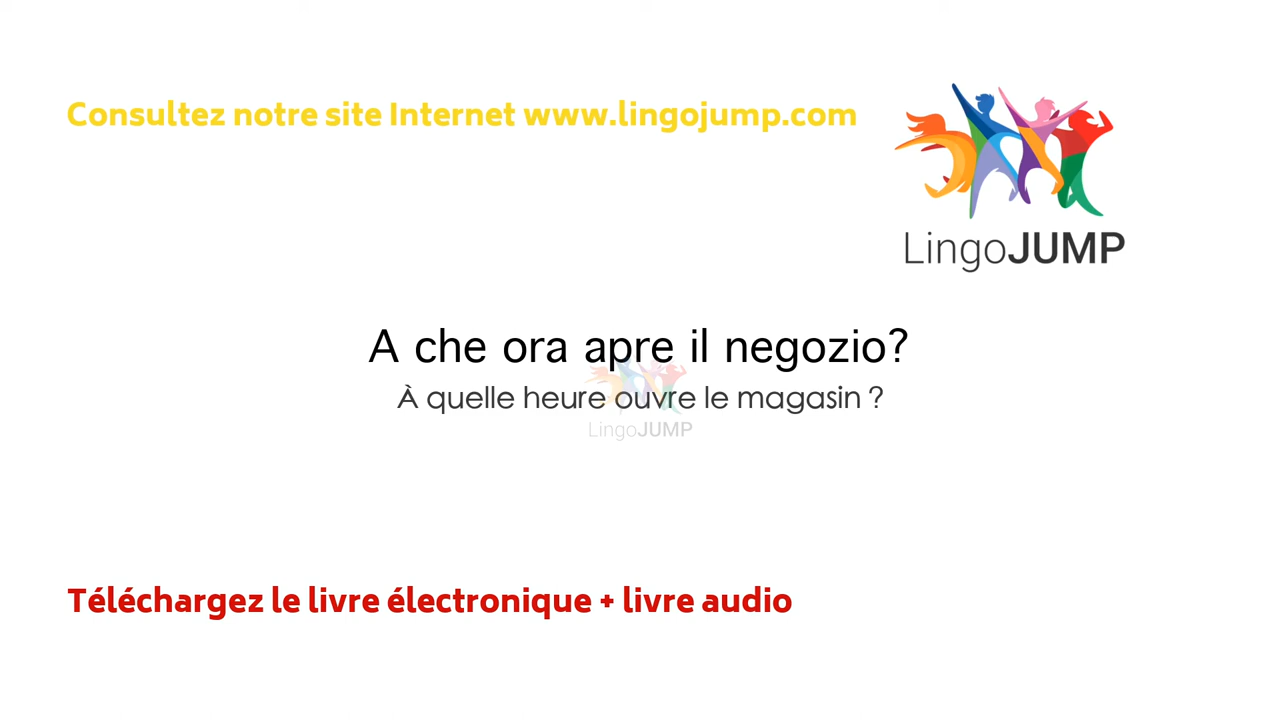 Consultez notre site Internet www.lingojump.com
LingoJUMP
A che ora apre il negozio?
À quelle heure ouvre le magasin ?
LingoJUMP
Téléchargez le livre électronique + livre audio